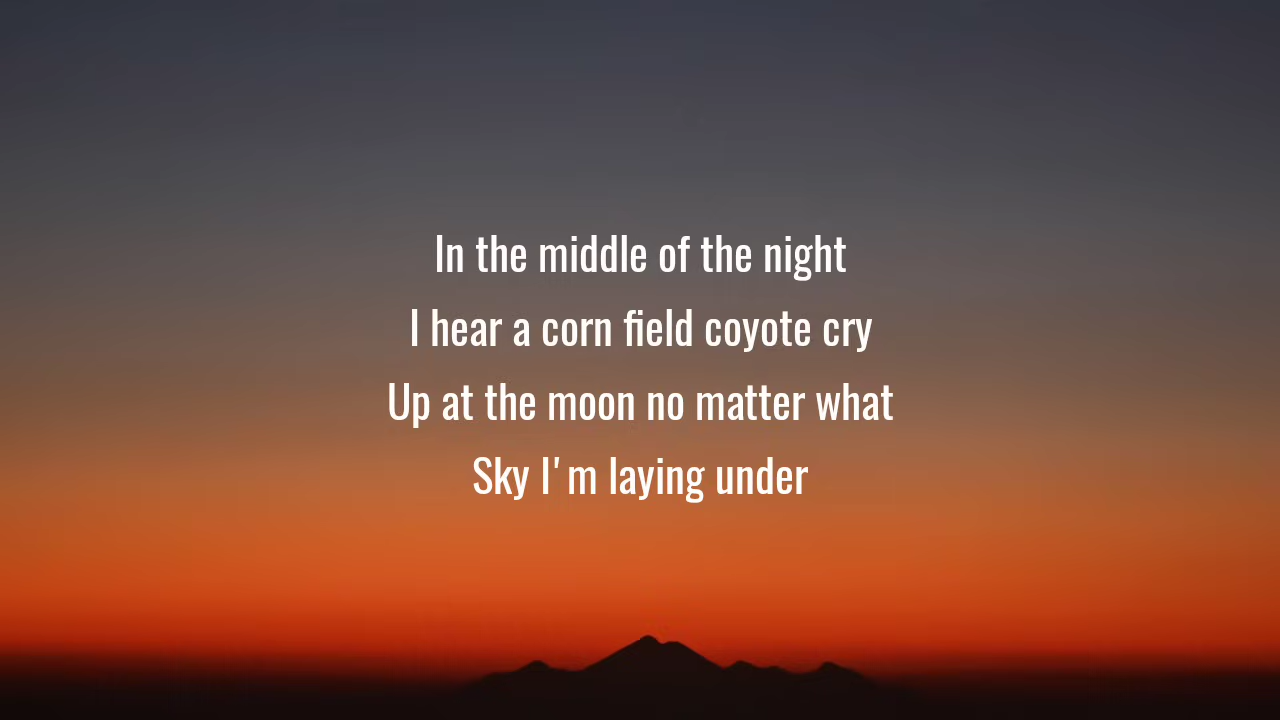 In the middle of the night
I hear a corn field coyote cry
Up at the moon no matter what
Sky I'm laying under